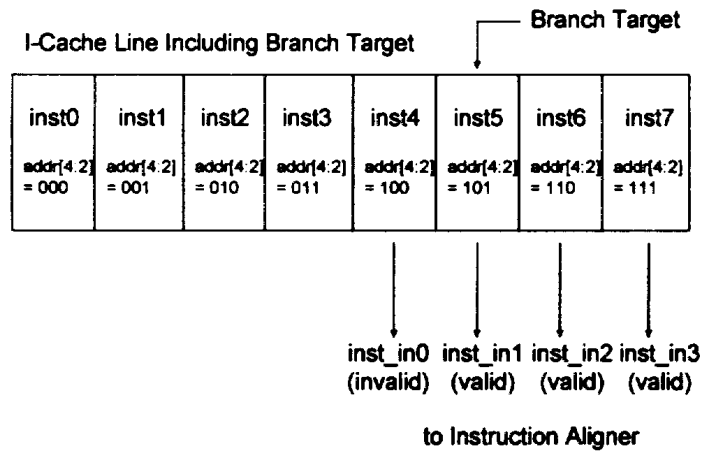 Branch Target
I-Cache Line Including Branch Target
inst0 inst1 inst2 inst3 inst4 inst5 inst6 inst7
addr[4:2] addr[4:2] addr[4:2] addr[4:2] addr[4:2] addr[4:2] addr[4:2] addr[4:2]
= 000 = 001 = 010 = 011 = 100 = 101 = 110 = 111
inst_in0 inst_in1 inst_in2 inst_in3
(invalid) (valid) (valid) (valid)
to Instruction Aligner